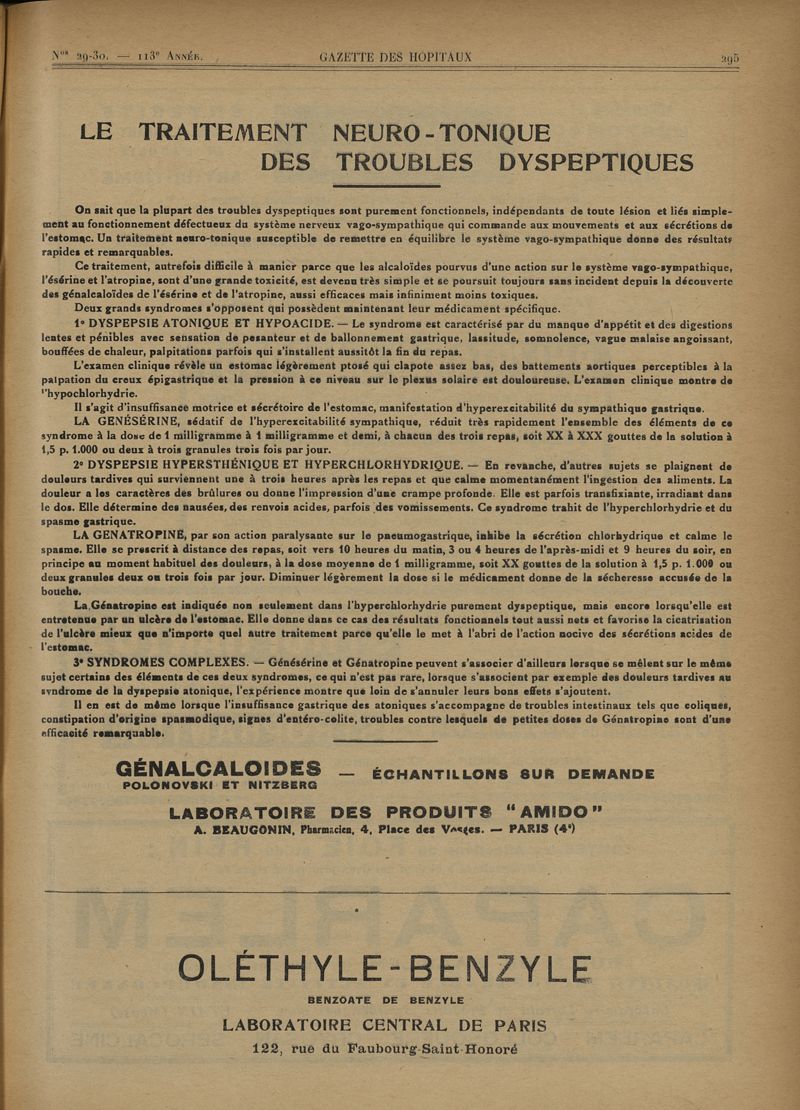 Nos 29-30. — 113e ANNÉE.
GAZETTE DES HOPITAUX
295
LE TRAITEMENT NEURO-TONIQUE
DES TROUBLES DYSPEPTIQUES
On sait que la plupart des troubles dyspeptiques sont purement fonctionnels, indépendants de toute lésion et liés simple-
ment au fonctionnement défectueux du système nerveux vago-sympathique qui commande aux mouvements et aux sécrétions de
l'estomac. Un traitement neuro-tonique susceptible de remettre en équilibre le système vago-sympathique donne des résultats
rapides et remarquables.
Ce traitement, autrefois difficile à manier parce que les alcaloïdes pourvus d'une action sur le système vago-sympathique,
l'ésérine et l'atropine, sont d'une grande toxicité, est devenu très simple et se poursuit toujours sans incident depuis la découverte
des génalcaloïdes de l'ésérine et de l'atropine, aussi efficaces mais infiniment moins toxiques.
Deux grands syndromes s'opposent qui possèdent maintenant leur médicament spécifique.
1° DYSPEPSIE ATONIQUE ET HYPOACIDE. — Le syndrome est caractérisé par du manque d'appétit et des digestions
lentes et pénibles avec sensation de pesanteur et de ballonnement gastrique, lassitude, somnolence, vague malaise angoissant,
bouffées de chaleur, palpitations parfois qui s'installent aussitôt la fin du repas.
L'examen clinique révèle un estomac légèrement ptosé qui clapote assez bas, des battements aortiques perceptibles à la
palpation du creux épigastrique et la pression à ce niveau sur le plexus solaire est douloureuse. L'examen clinique montre de
l'hypochlorhydrie.
Il s'agit d'insuffisance motrice et sécrétoire de l'estomac, manifestation d'hyperexcitabilité du sympathique gastrique.
LA GÉNÉSÉRINE, sédatif de l'hyperexcitabilité sympathique, réduit très rapidement l'ensemble des éléments de ce
syndrome à la dose de 1 milligramme à 1 milligramme et demi, à chacun des trois repas, soit XX à XXX gouttes de la solution à
1,5 p. 1.000 ou deux à trois granules trois fois par jour.
2° DYSPEPSIE HYPERSTHÉNIQUE ET HYPERCHLORHYDRIQUE. — En revanche, d'autres sujets se plaignent de
douleurs tardives qui surviennent une à trois heures après les repas et que calme momentanément l'ingestion des aliments. La
douleur a les caractères des brûlures ou donne l'impression d'une crampe profonde. Elle est parfois transfixiante, irradiant dans
le dos. Elle détermine des nausées, des renvois acides, parfois des vomissements. Ce syndrome trahit de l'hyperchlorhydrie et du
spasme gastrique.
LA GÉNATROPINE, par son action paralysante sur le pneumogastrique, inhibe la sécrétion chlorhydrique et calme le
spasme. Elle se prescrit à distance des repas, soit vers 10 heures du matin, 3 ou 4 heures de l'après-midi et 9 heures du soir, en
principe au moment habituel des douleurs, à la dose moyenne de 1 milligramme, soit XX gouttes de la solution à 1,5 p. 1.000 ou
deux granules deux ou trois fois par jour. Diminuer légèrement la dose si le médicament donne de la sécheresse accusée de la
bouche.
La Génatropine est indiquée non seulement dans l'hyperchlorhydrie purement dyspeptique, mais encore lorsqu'elle est
entretenue par un ulcère de l'estomac. Elle donne dans ce cas des résultats fonctionnels tout aussi nets et favorise la cicatrisation
de l'ulcère mieux que n'importe quel autre traitement parce qu'elle le met à l'abri de l'action nocive des sécrétions acides de
l'estomac.
3° SYNDROMES COMPLEXES. — Génésérine et Génatropine peuvent s'associer d'ailleurs lorsque se mêlent sur le même
sujet certains des éléments de ces deux syndromes, ce qui n'est pas rare, lorsque s'associent par exemple des douleurs tardives au
syndrome de la dyspepsie atonique, l'expérience montre que loin de s'annuler leurs bons effets s'ajoutent.
Il en est de même lorsque l'insuffisance gastrique des atoniques s'accompagne de troubles intestinaux tels que coliques,
constipation d'origine spasmodique, signes d'entéro-colite, troubles contre lesquels de petites doses de Génatropine sont d'une
efficacité remarquable.
GÉNALCALOIDES — ÉCHANTILLONS SUR DEMANDE
POLONOVSKI ET NITZBERG
LABORATOIRE DES PRODUITS "AMIDO"
A. BEAUGONIN, Pharmacien, 4, Place des Vosges. — PARIS (4e)
OLÉTHYLE-BENZYLE
BENZOATE DE BENZYLE
LABORATOIRE CENTRAL DE PARIS
122, rue du Faubourg-Saint-Honoré